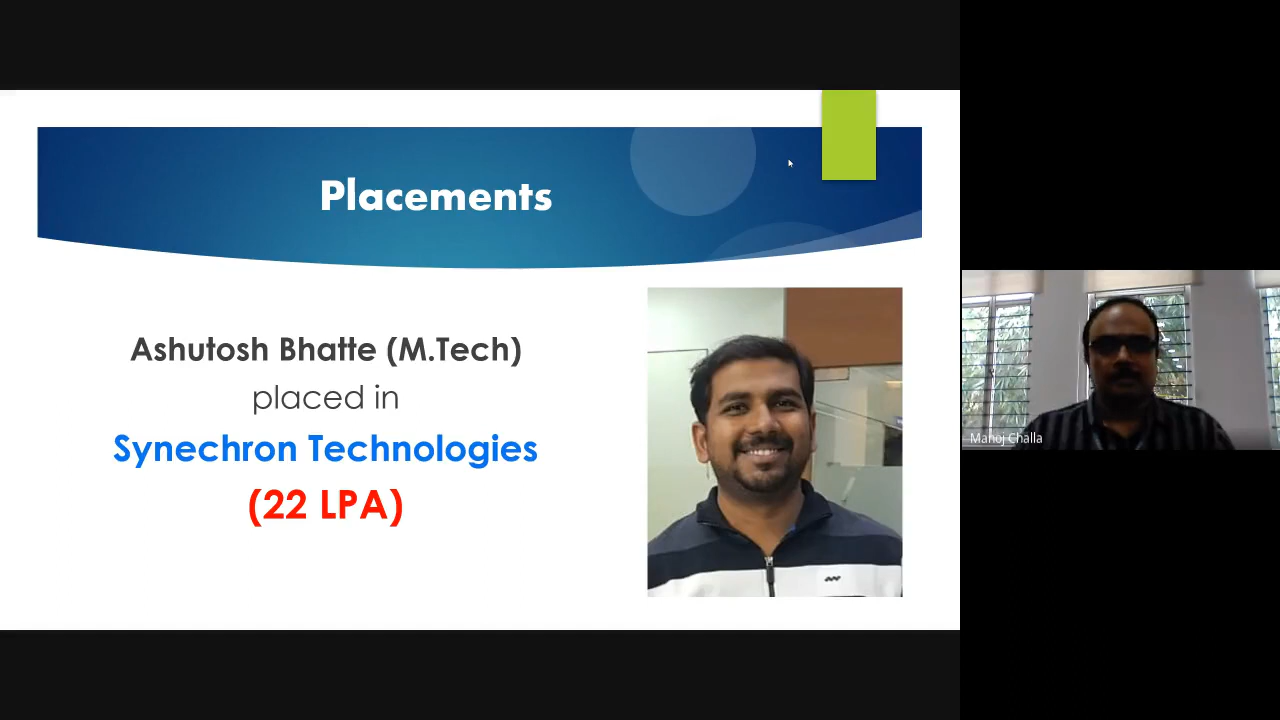 Placements
Ashutosh Bhatte (M.Tech)
placed in
Synechron Technologies
(22 LPA)
Manoj Challa